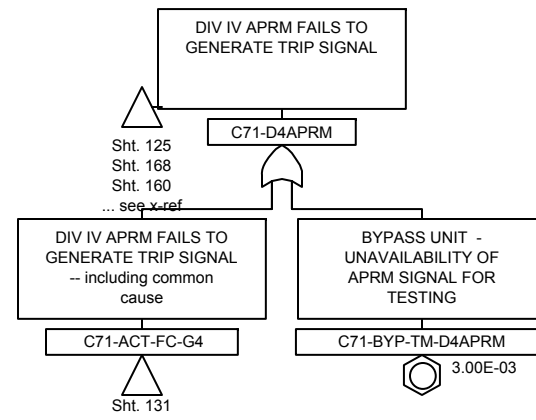 DIV IV APRM FAILS TO
GENERATE TRIP SIGNAL
C71-D4APRM
Sht. 125
Sht. 168
Sht. 160
... see x-ref
DIV IV APRM FAILS TO
GENERATE TRIP SIGNAL
-- including common
cause
C71-ACT-FC-G4
Sht. 131
BYPASS UNIT -
UNAVAILABILITY OF
APRM SIGNAL FOR
TESTING
C71-BYP-TM-D4APRM
3.00E-03